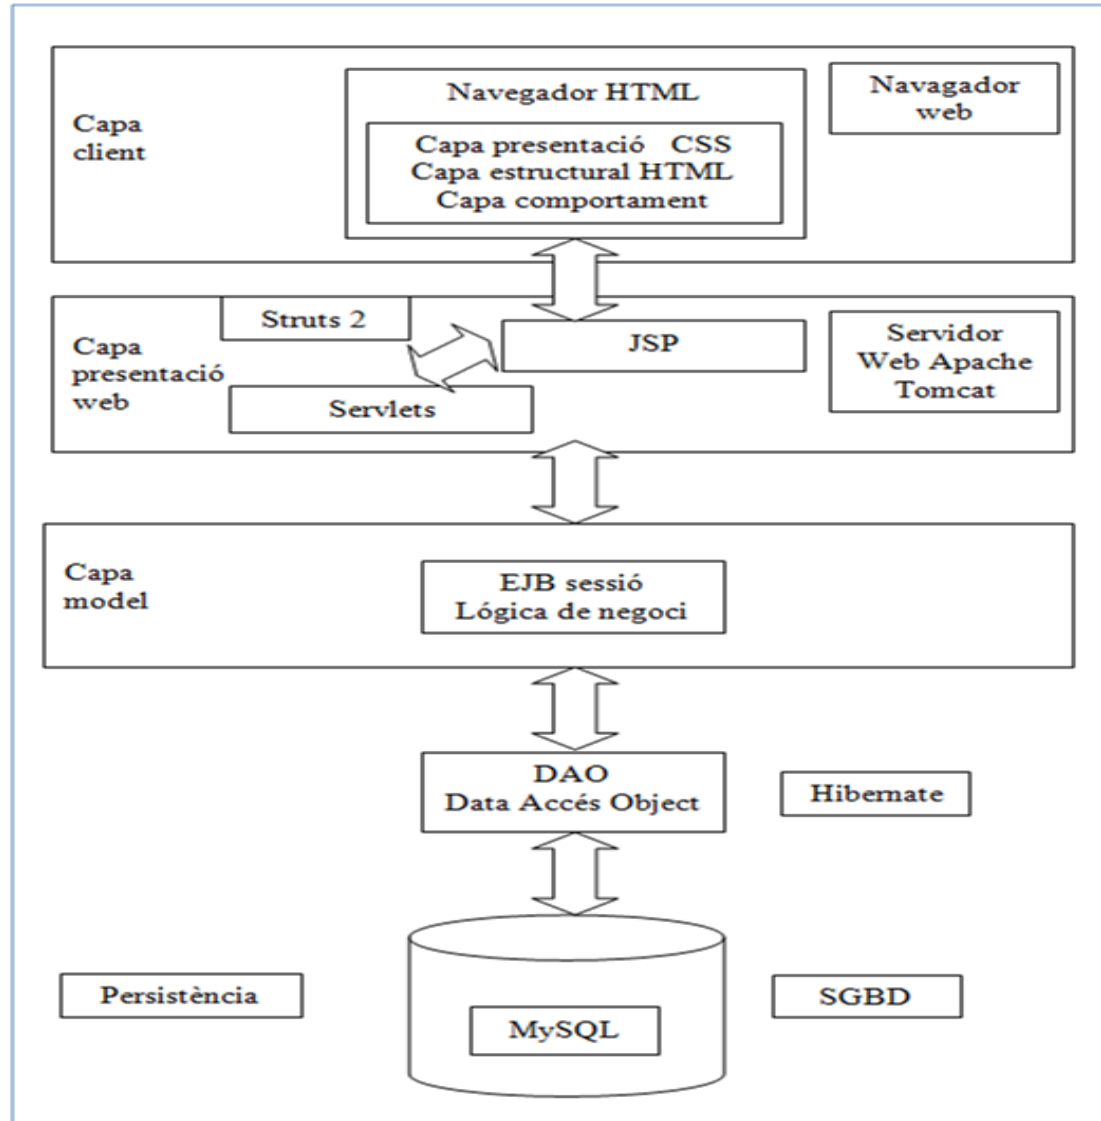 Navegador HTML
Navagador
web
Capa
client
Capa presentació CSS
Capa estructural HTML
Capa comportament
Struts 2
JSP
Servidor
Web Apache
Tomcat
Capa
presentació
web
Servlets
Capa
model
EJB sessió
Lógica de negoci
DAO
Data Accés Object
Hibernate
Persistència
SGBD
MySQL